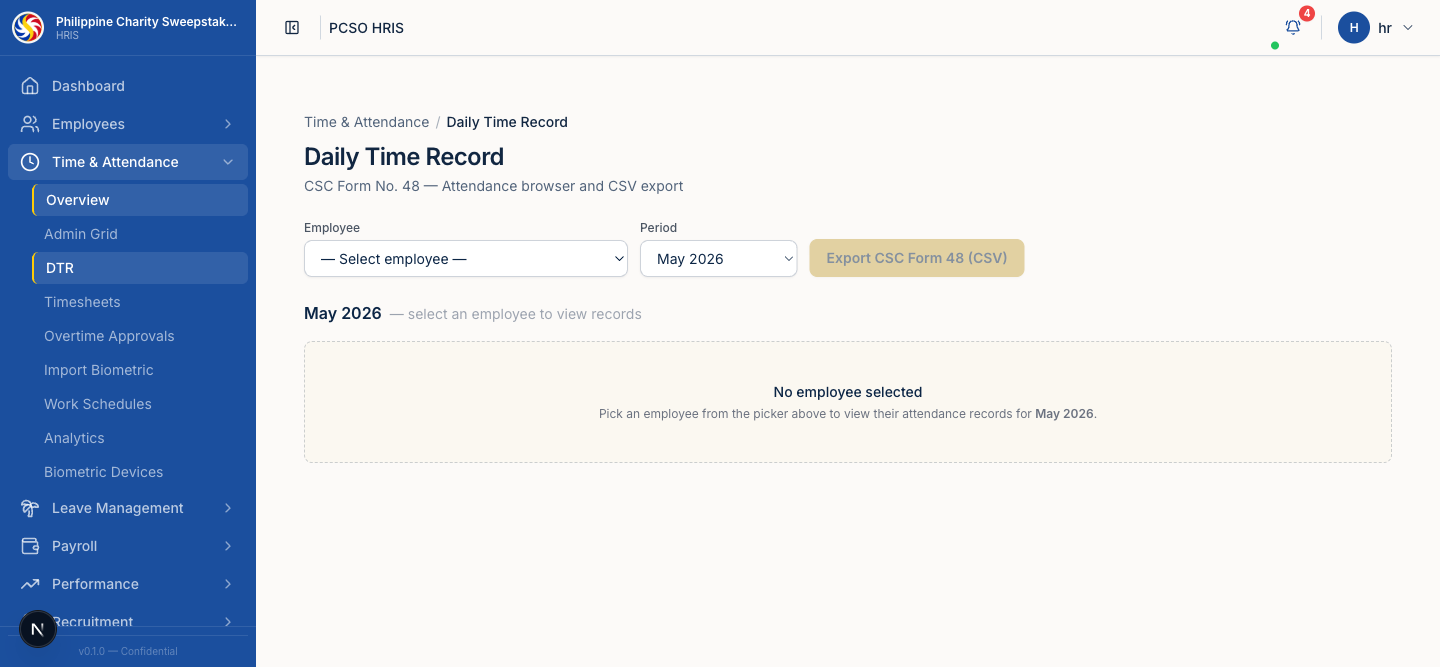 Philippine Charity Sweepstak...
HRIS
Dashboard
Employees
Time & Attendance
Overview
Admin Grid
DTR
Timesheets
Overtime Approvals
Import Biometric
Work Schedules
Analytics
Biometric Devices
Leave Management
Payroll
Performance
Recruitment
N
v0.1.0 — Confidential
PCSO HRIS
4
H hr
Time & Attendance / Daily Time Record
Daily Time Record
CSC Form No. 48 — Attendance browser and CSV export
Employee Period
— Select employee — May 2026 Export CSC Form 48 (CSV)
May 2026 — select an employee to view records
No employee selected
Pick an employee from the picker above to view their attendance records for May 2026.